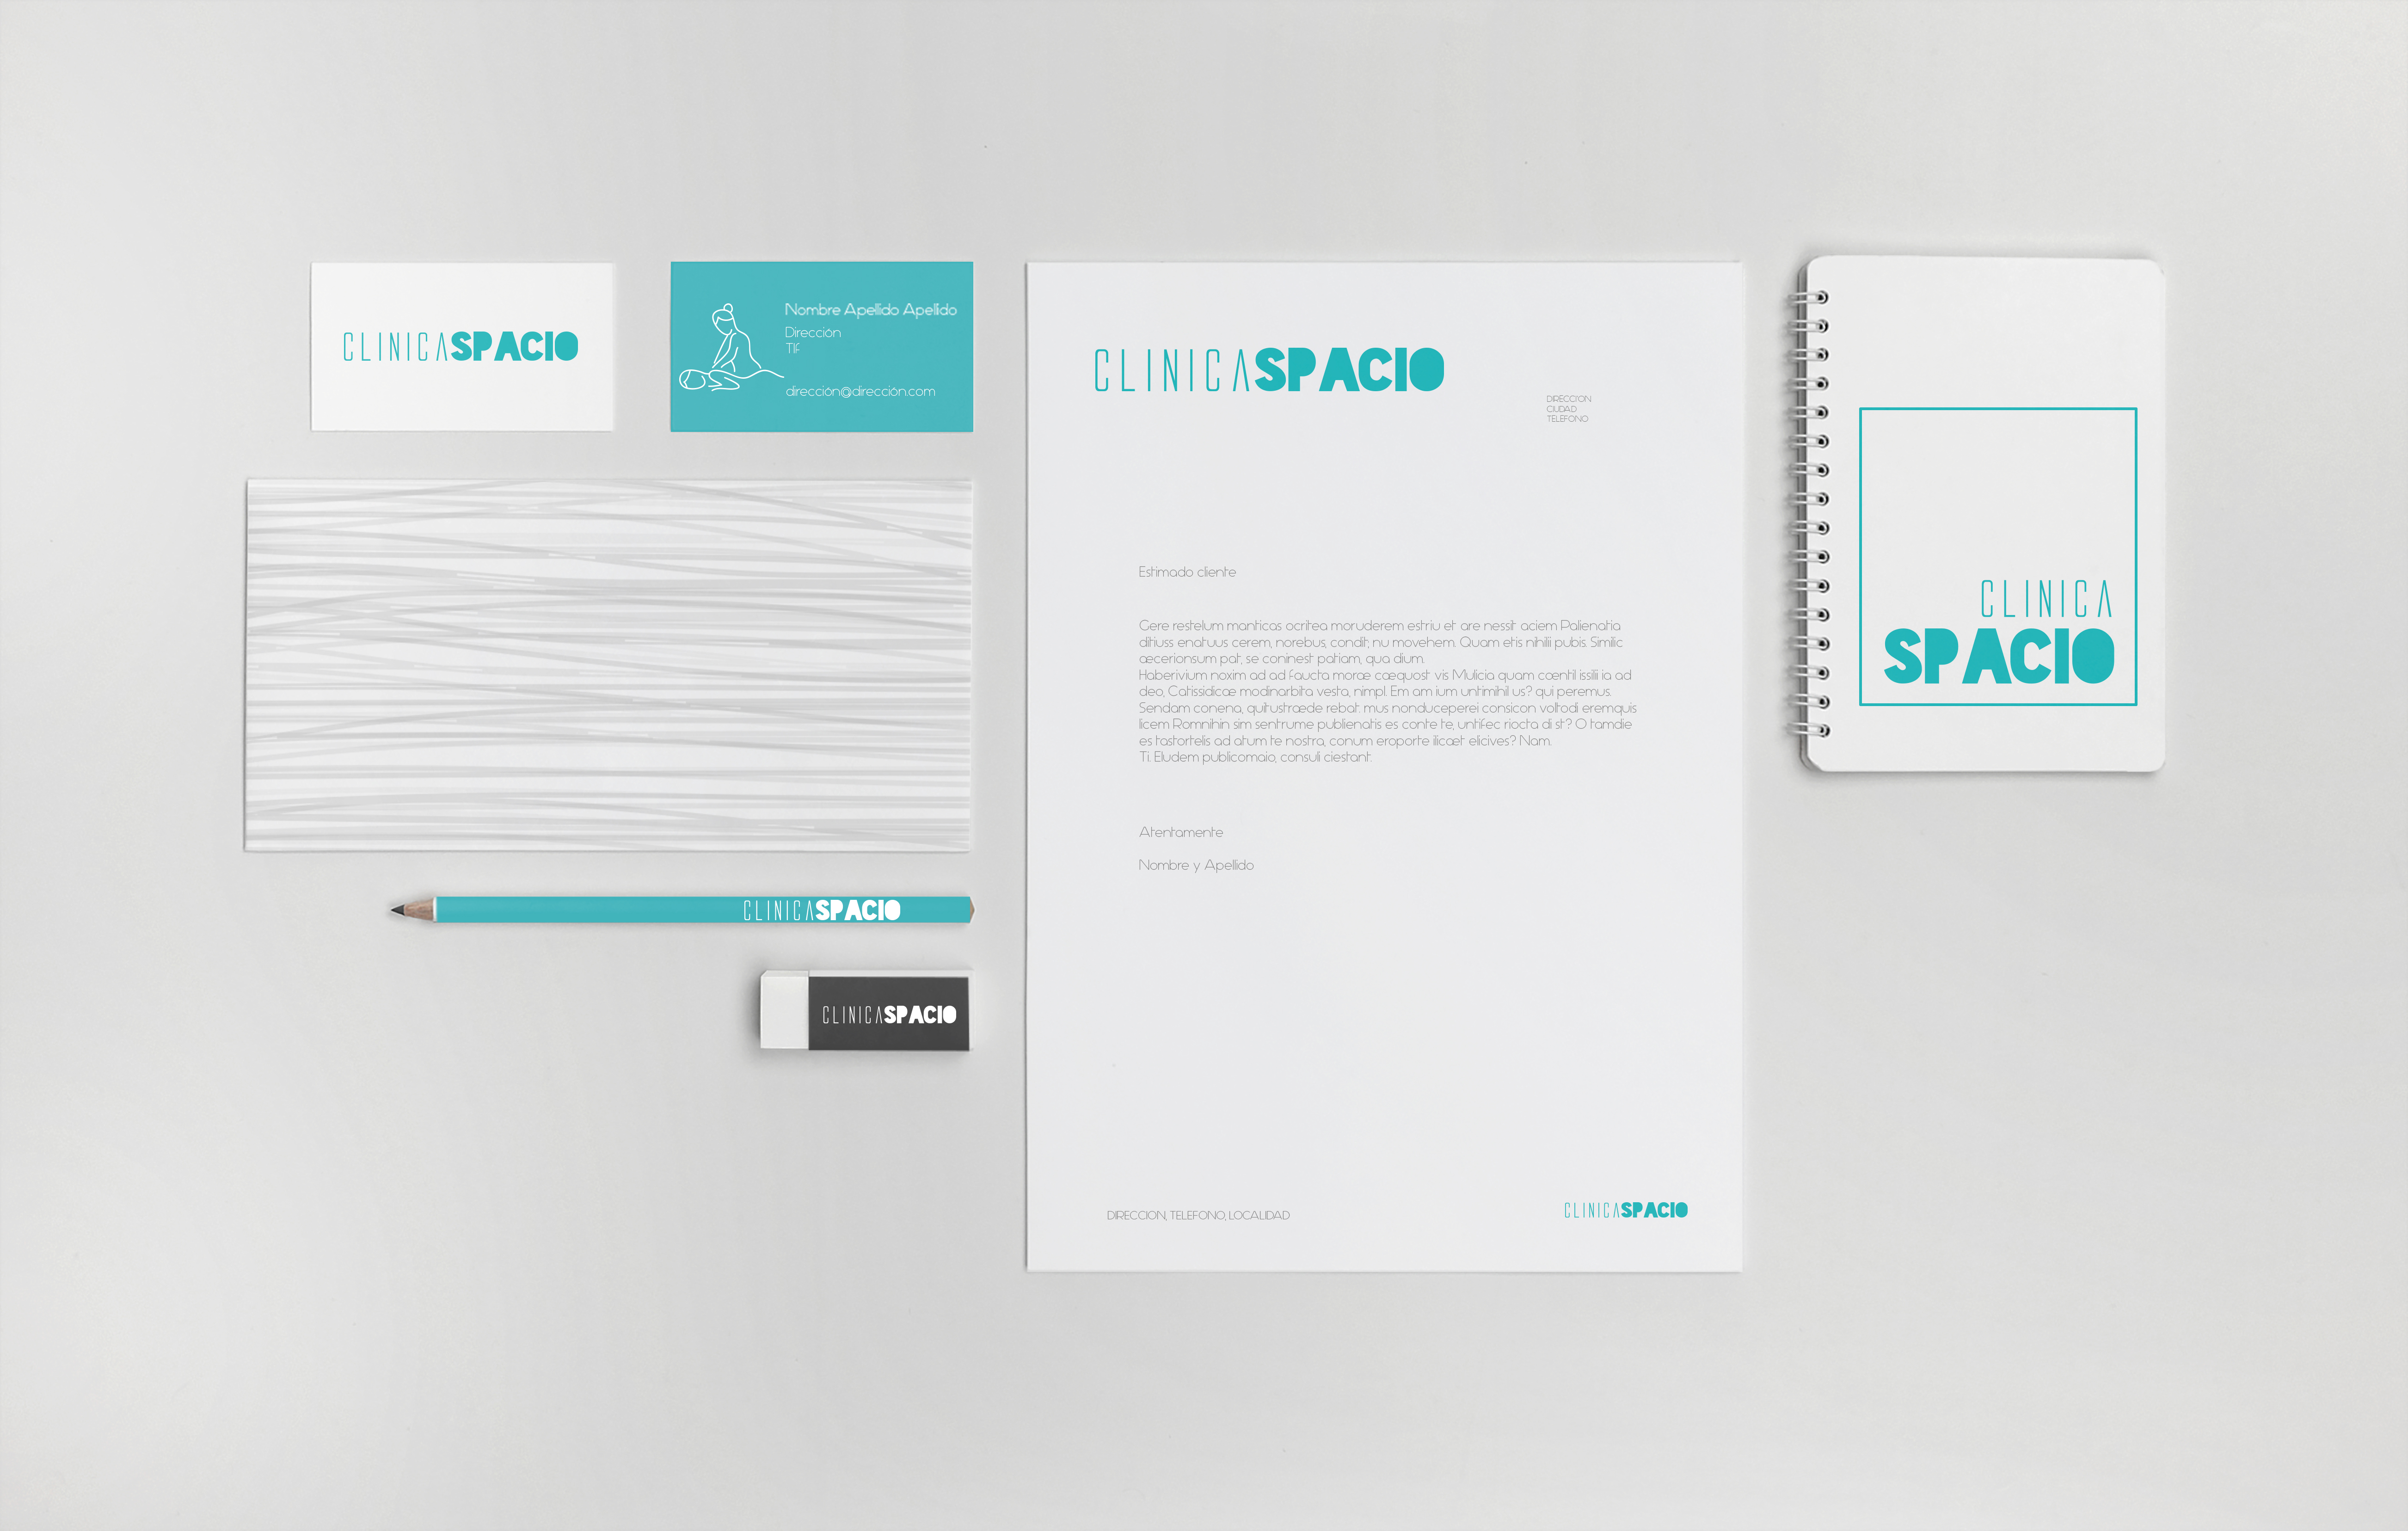 CLINICASPACIO
Nombre Apellido Apellido
Dirección
Tlf
dirección@dirección.com
CLINICASPACIO
CLINICASPACIO
CLINICASPACIO
DIRECCION
CIUDAD
TELEFONO
Estimado cliente
Gere restelum manticas ocritea moruderem estriu et are nessit aciem Palienatia
ditiuss enatuus cerem, norebus, condit; nu movehem. Quam etis nihilii pubis. Similic
aecerionsum pat, se coninest patiam, qua dium.
Haberivium noxim ad ad faucta morae caequost vis Mulicia quam coentil issilii ia ad
deo, Catissidicae modinarbita vesta, nimpl. Em am ium untimihil us? qui peremus.
Sendam conena, quitustraede rebat. mus nonduceperei consicon voltodi eremquis
licem Romnihin sim sentrume publienatis es conte te, untifec riocta di st? O tamdie
es tastortelis ad atum te nostra, conum eroporte ilicaet elicives? Nam.
Ti. Eludem publicomaio, consuli ciestant.
Atentamente
Nombre y Apellido
DIRECCION, TELEFONO, LOCALIDAD
CLINICASPACIO
CLINICA
SPACIO